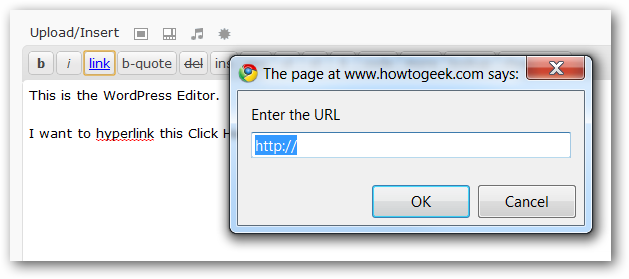 Upload/Insert
b i link b-quote del ins
The page at www.howtogeek.com says:
This is the WordPress Editor.
I want to hyperlink this Click
Enter the URL
http://
OK Cancel